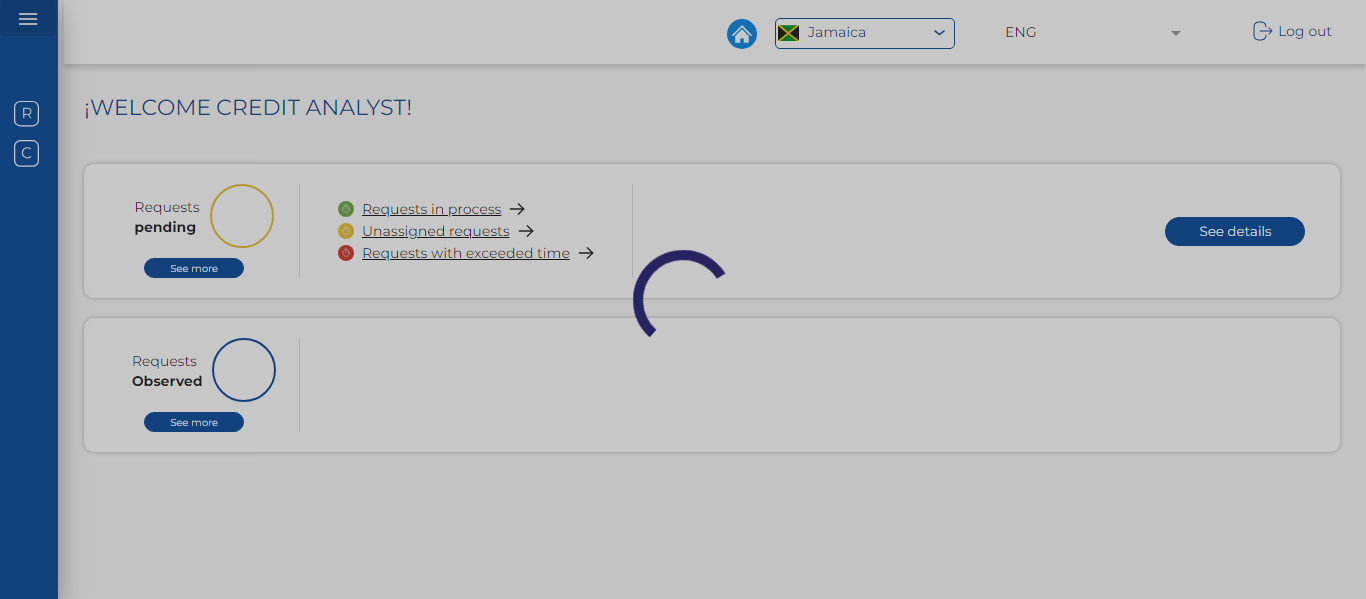 Jamaica
ENG
Log out
R
C
¡WELCOME CREDIT ANALYST!
Requests
pending
See more
Requests in process
Unassigned requests
Requests with exceeded time
See details
Requests
Observed
See more